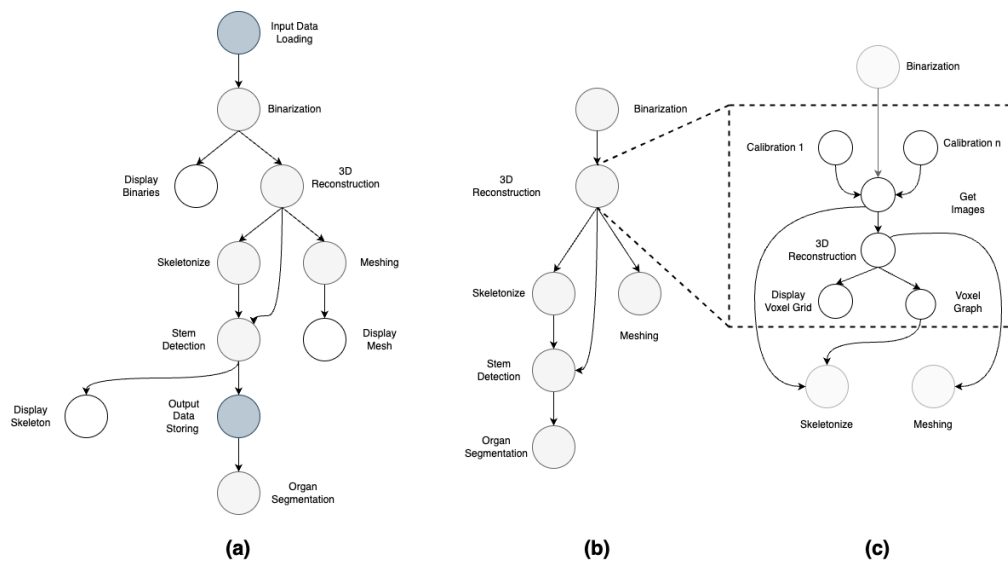 Input Data
Loading
Binarization
Display
Binaries
3D
Reconstruction
Skeletonize
Meshing
Stem
Detection
Display
Mesh
Display
Skeleton
Output
Data
Storing
Organ
Segmentation
(a)
Binarization
3D
Reconstruction
Skeletonize
Meshing
Stem
Detection
Organ
Segmentation
(b)
Binarization
Calibration 1
Calibration n
Get
Images
3D
Reconstruction
Display
Voxel Grid
Voxel
Graph
Skeletonize
Meshing
(c)